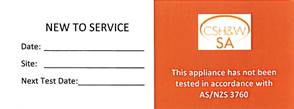 NEW TO SERVICE
Date:
Site:
Next Test Date:
CSH&W
SA
This appliance has not been
tested in accordance with
AS/NZS 3760